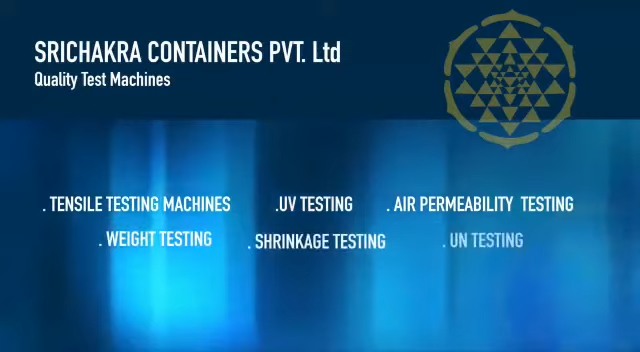 SRICHAKRA CONTAINERS PVT. Ltd
Quality Test Machines
. TENSILE TESTING MACHINES .UV TESTING . AIR PERMEABILITY TESTING
. WEIGHT TESTING . SHRINKAGE TESTING . UN TESTING